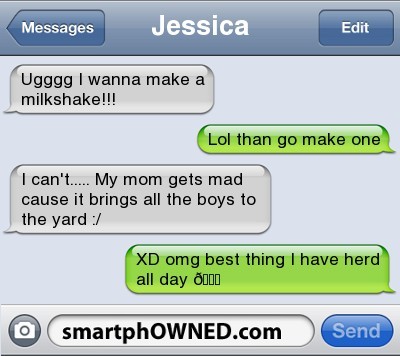 Messages
Jessica
Edit
Ugggg I wanna make a
milkshake!!!
Lol than go make one
I can't..... My mom gets mad
cause it brings all the boys to
the yard :/
XD omg best thing I have herd
all day ð
smartphOWNED.com
Send